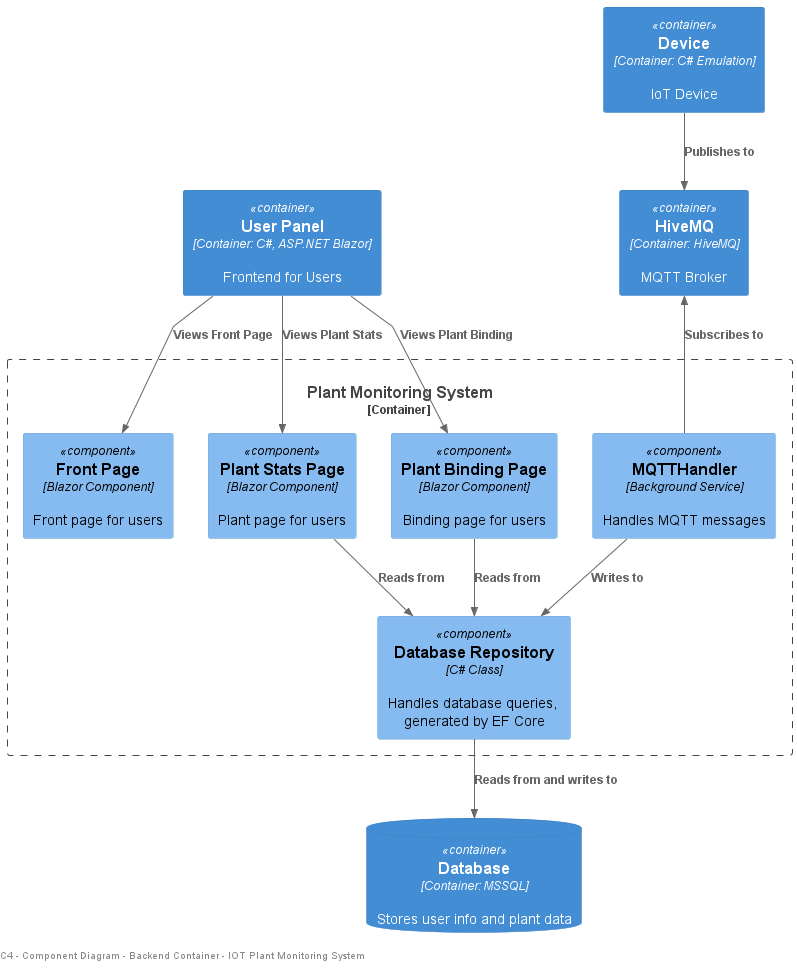 «container»
Device
[Container: C# Emulation]
IoT Device
Publishes to
«container»
User Panel
[Container: C#, ASP.NET Blazor]
Frontend for Users
«container»
HiveMQ
[Container: HiveMQ]
MQTT Broker
Views Front Page
Views Plant Stats
Views Plant Binding
Subscribes to
Plant Monitoring System
[Container]
«component»
Front Page
[Blazor Component]
Front page for users
«component»
Plant Stats Page
[Blazor Component]
Plant page for users
«component»
Plant Binding Page
[Blazor Component]
Binding page for users
«component»
MQTTHandler
[Background Service]
Handles MQTT messages
Reads from
Reads from
Writes to
«component»
Database Repository
[C# Class]
Handles database queries,
generated by EF Core
Reads from and writes to
«container»
Database
[Container: MSSQL]
Stores user info and plant data
C4 - Component Diagram - Backend Container - IOT Plant Monitoring System